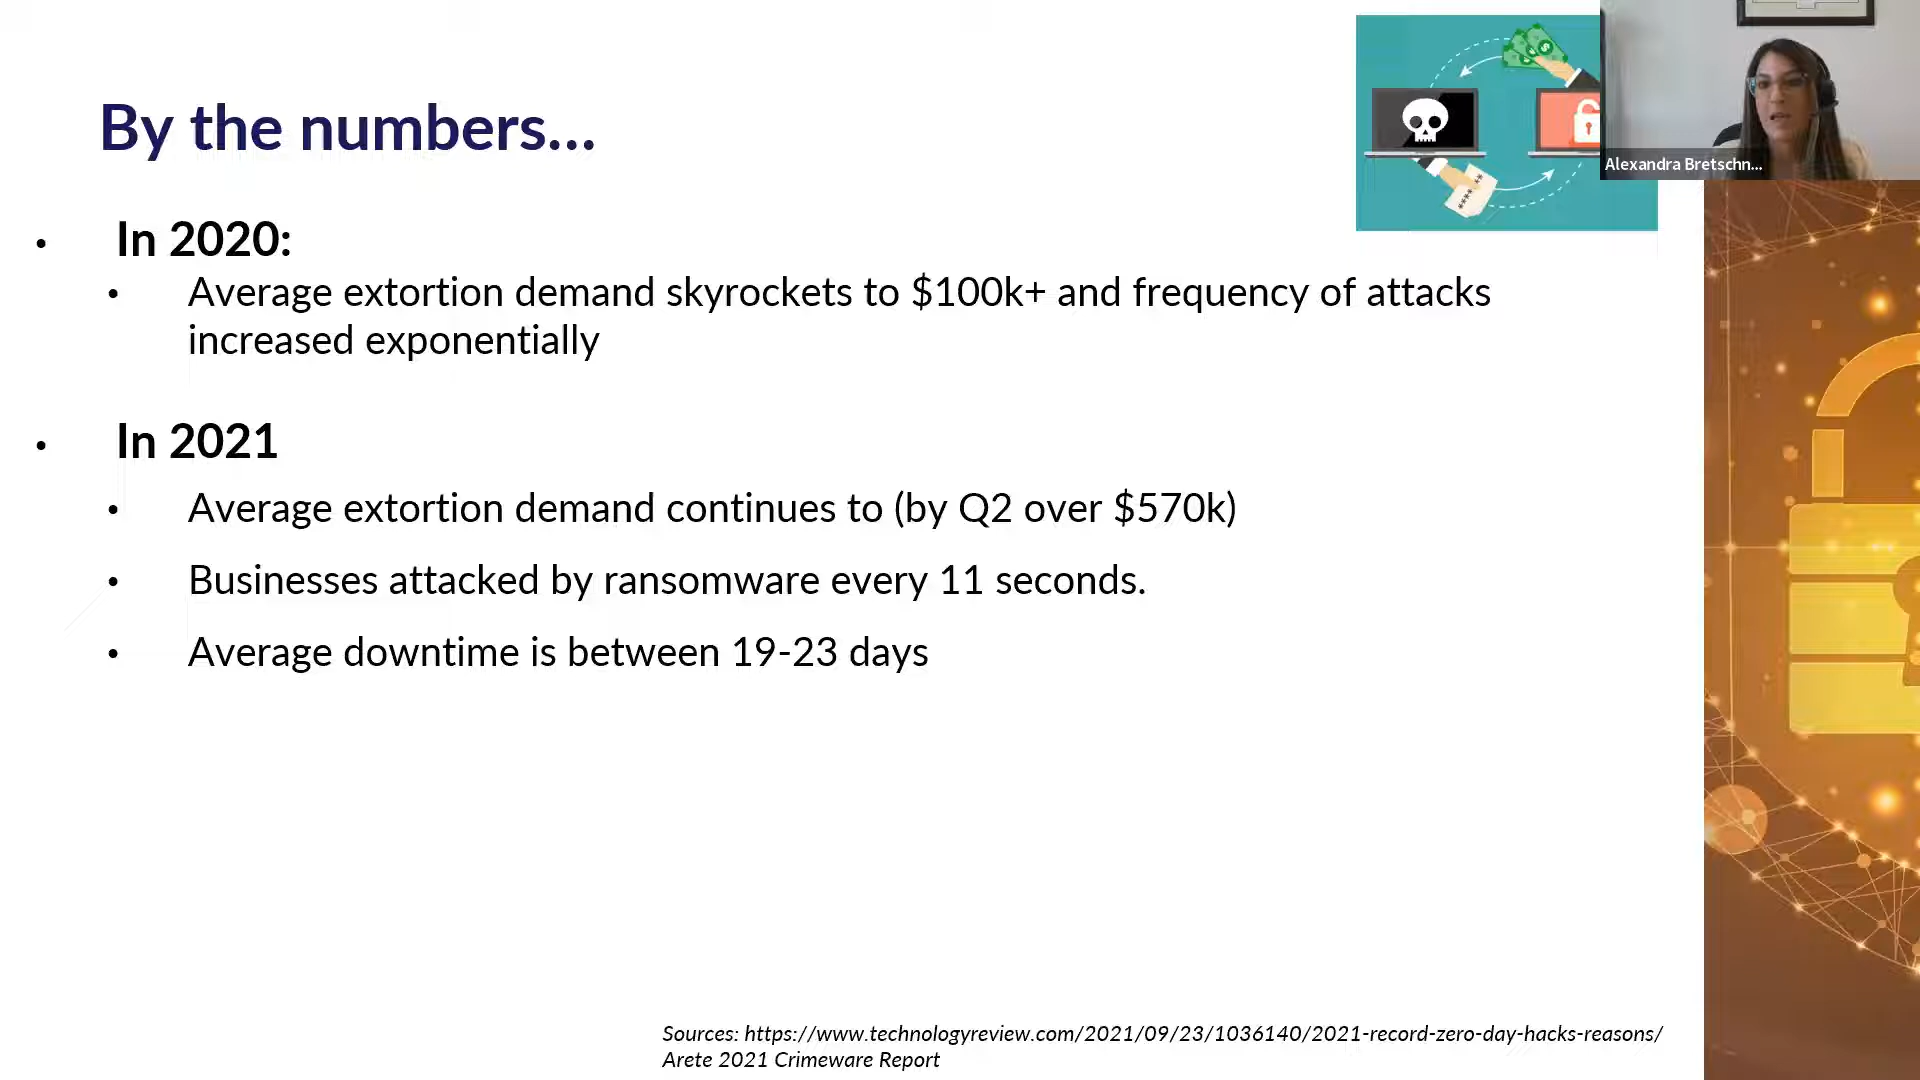 By the numbers...
Alexandra Bretschn...
• In 2020:
• Average extortion demand skyrockets to $100k+ and frequency of attacks
increased exponentially
• In 2021
• Average extortion demand continues to (by Q2 over $570k)
• Businesses attacked by ransomware every 11 seconds.
• Average downtime is between 19-23 days
Sources: https://www.technologyreview.com/2021/09/23/1036140/2021-record-zero-day-hacks-reasons/
Arete 2021 Crimeware Report